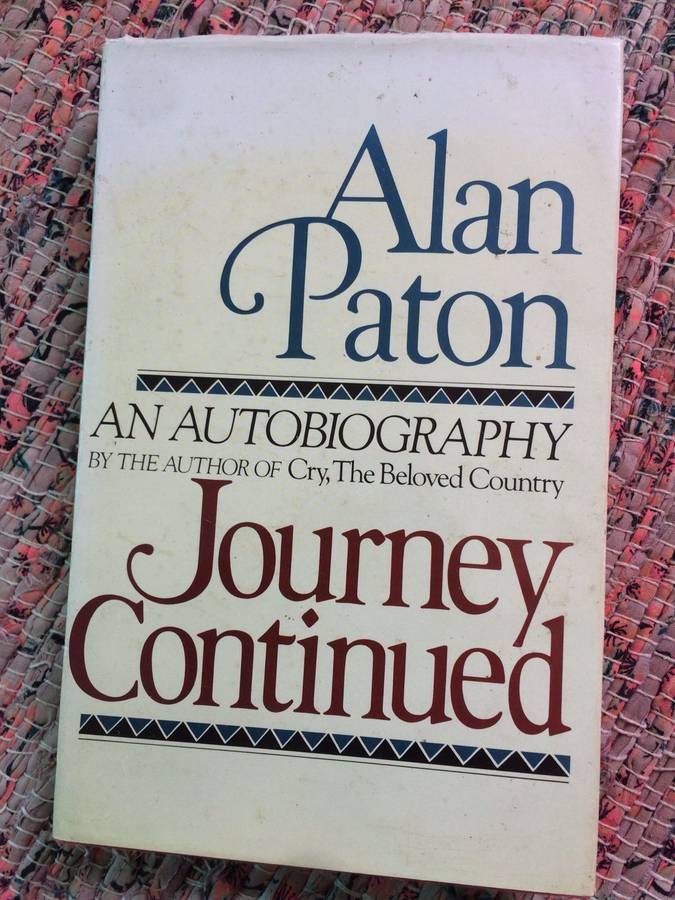 Alan
Paton
AN AUTOBIOGRAPHY
BY THE AUTHOR OF Cry, The Beloved Country
Journey
Continued